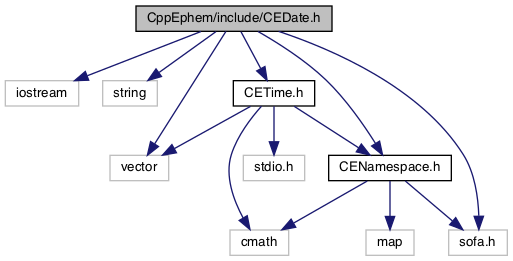 CppEphem/include/CEDate.h
iostream
string
CETime.h
vector
stdio.h
CENamespace.h
cmath
map
sofa.h